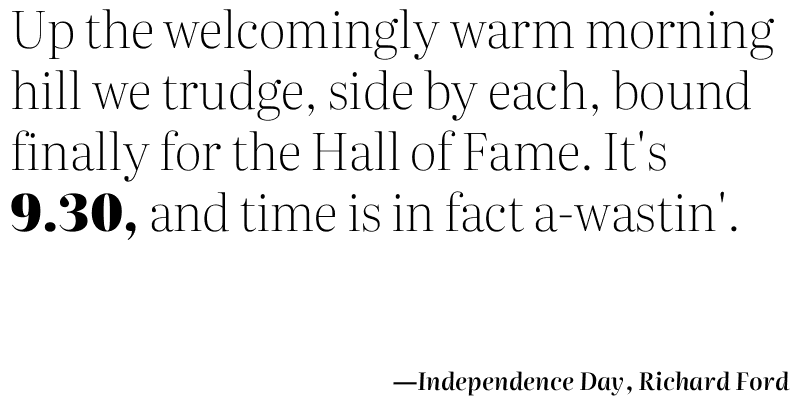 Up the welcomingly warm morning
hill we trudge, side by each, bound
finally for the Hall of Fame. It's
9.30, and time is in fact a-wastin'.
—Independence Day, Richard Ford